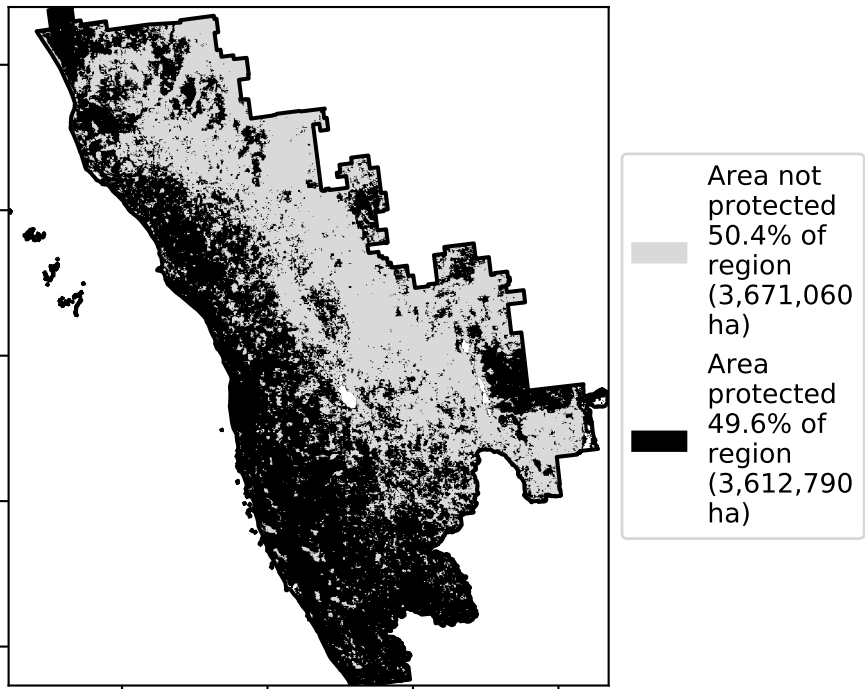 Area not
protected
50.4% of
region
(3,671,060
ha)
Area
protected
49.6% of
region
(3,612,790
ha)